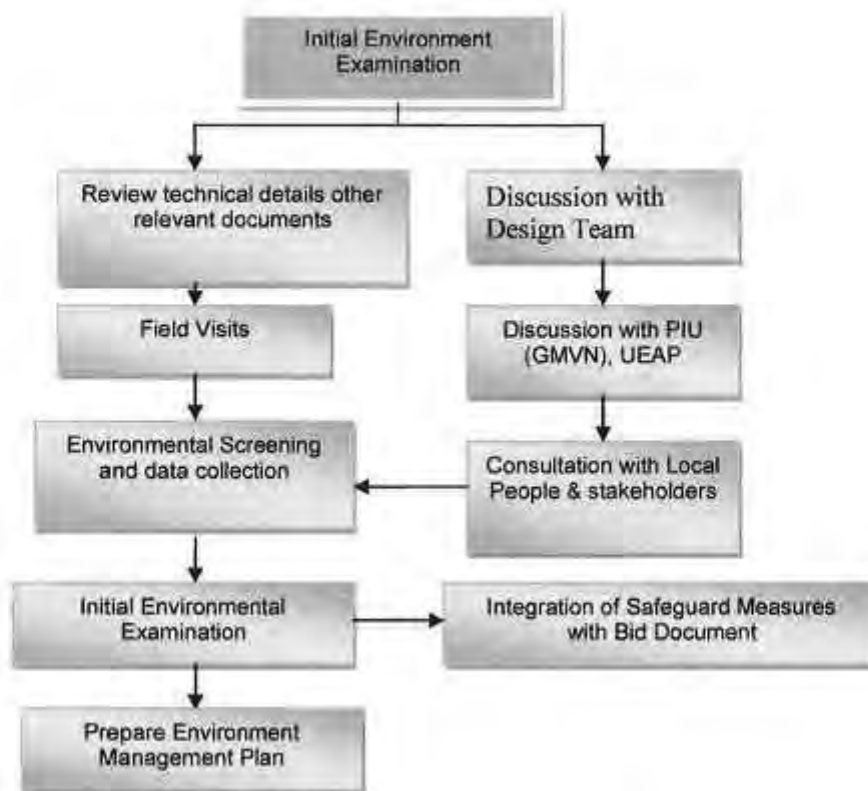 Initial Environment
Examination
Review technical details other
relevant documents
Discussion with
Design Team
Field Visits
Discussion with PIU
(GMVN), UEAP
Environmental Screening
and data collection
Consultation with Local
People & stakeholders
Initial Environmental
Examination
Integration of Safeguard Measures
with Bid Document
Prepare Environment
Management Plan